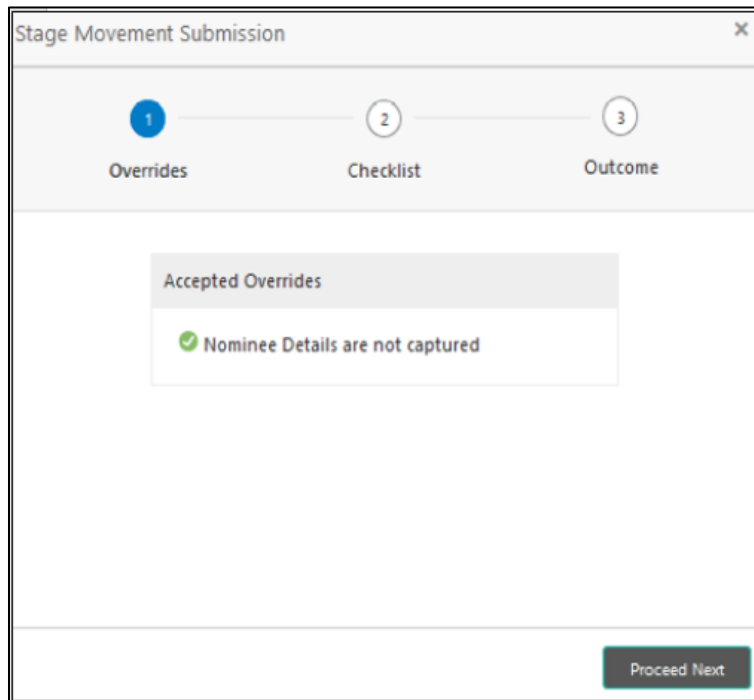 Stage Movement Submission
×
1
2
3
Overrides
Checklist
Outcome
Accepted Overrides
Nominee Details are not captured
Proceed Next